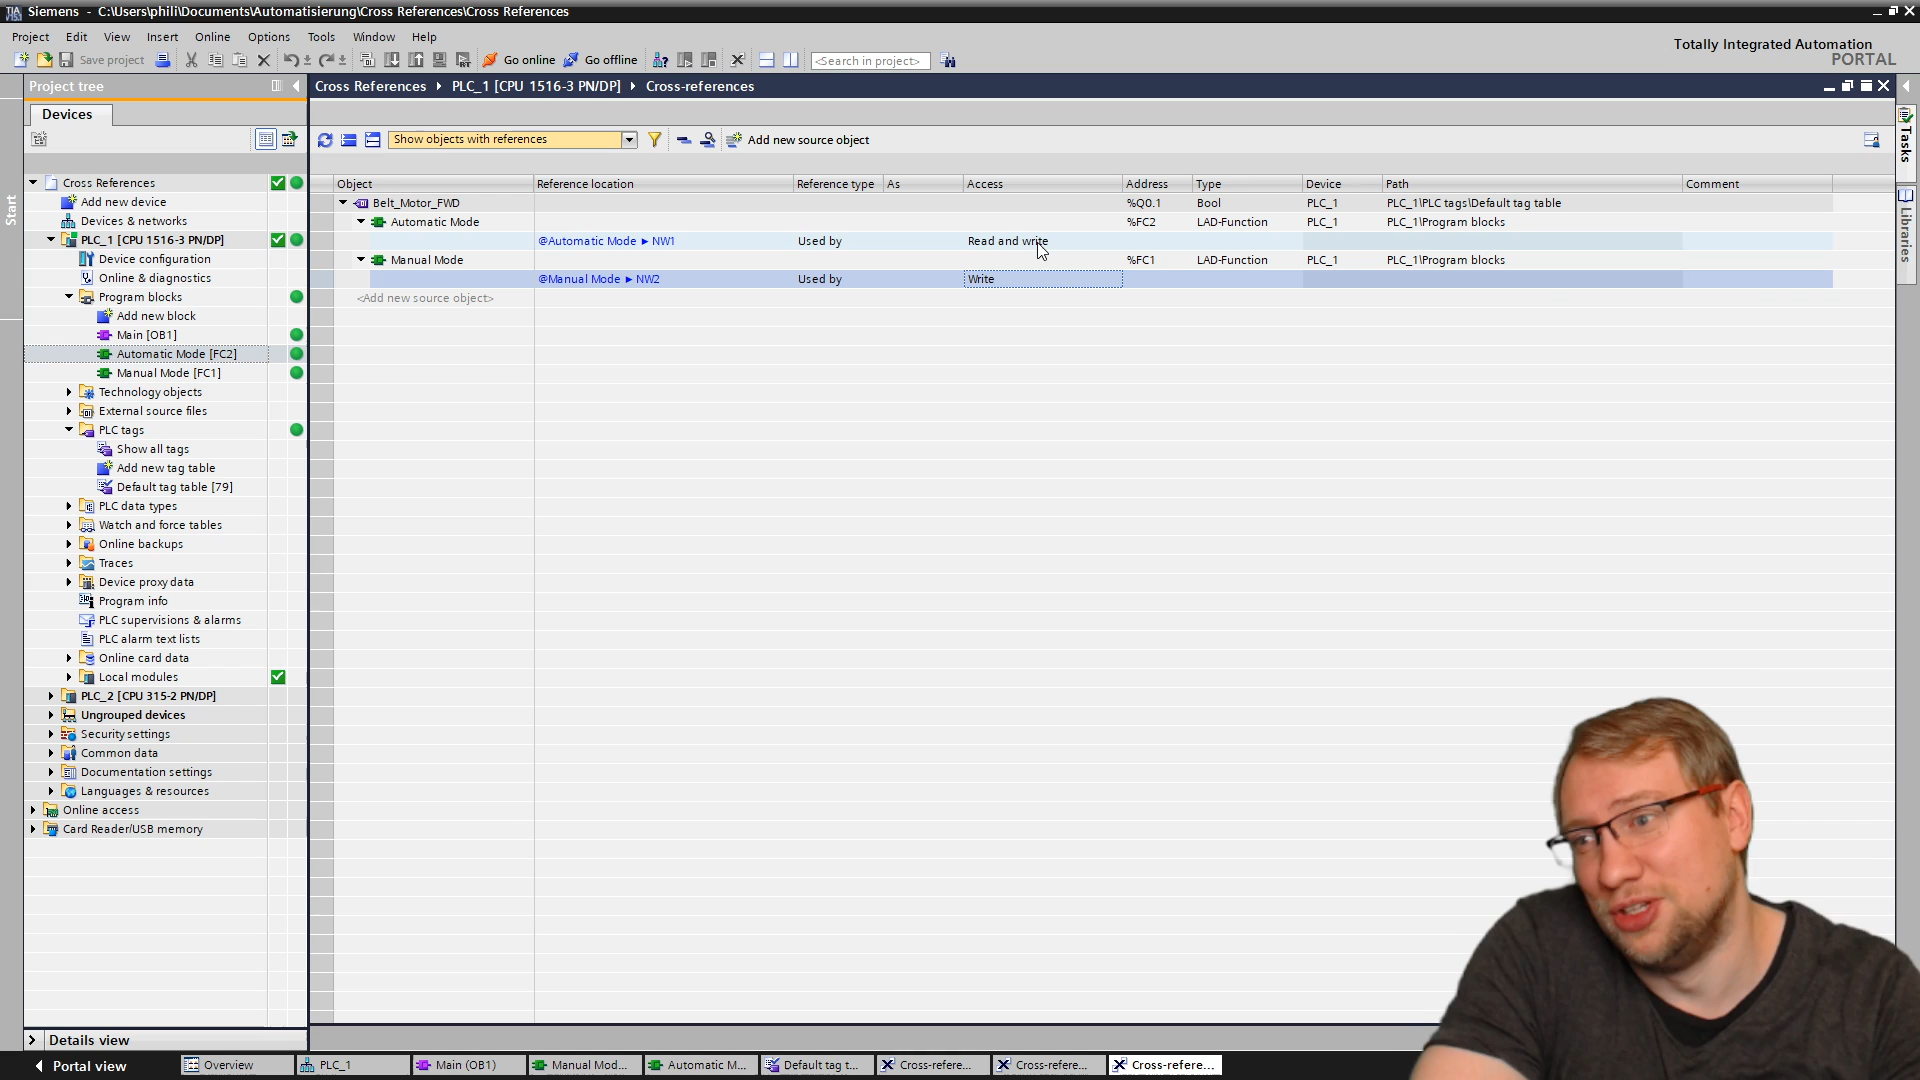 Siemens - C:\Users\phili\Documents\Automatisierung\Cross References\Cross References
Project Edit View Insert Online Options Tools Window Help
Totally Integrated Automation
PORTAL
Save project Go online Go offline <Search in project>
Project tree
Cross References PLC_1 [CPU 1516-3 PN/DP] Cross-references
Devices
Show objects with references Add new source object
Start
Tasks
Libraries
Object Reference location Reference type As Access Address Type Device Path Comment
Belt_Motor_FWD %Q0.1 Bool PLC_1 PLC_1\PLC tags\Default tag table
Automatic Mode %FC2 LAD-Function PLC_1 PLC_1\Program blocks
@Automatic Mode ▶ NW1 Used by Read and write
Manual Mode %FC1 LAD-Function PLC_1 PLC_1\Program blocks
@Manual Mode ▶ NW2 Used by Write
<Add new source object>
Cross References
Add new device
Devices & networks
PLC_1 [CPU 1516-3 PN/DP]
Device configuration
Online & diagnostics
Program blocks
Add new block
Main [OB1]
Automatic Mode [FC2]
Manual Mode [FC1]
Technology objects
External source files
PLC tags
Show all tags
Add new tag table
Default tag table [79]
PLC data types
Watch and force tables
Online backups
Traces
Device proxy data
Program info
PLC supervisions & alarms
PLC alarm text lists
Online card data
Local modules
PLC_2 [CPU 315-2 PN/DP]
Ungrouped devices
Security settings
Common data
Documentation settings
Languages & resources
Online access
Card Reader/USB memory
Details view
Portal view Overview PLC_1 Main (OB1) Manual Mod... Automatic M... Default tag t... Cross-refere... Cross-refere... Cross-refere...